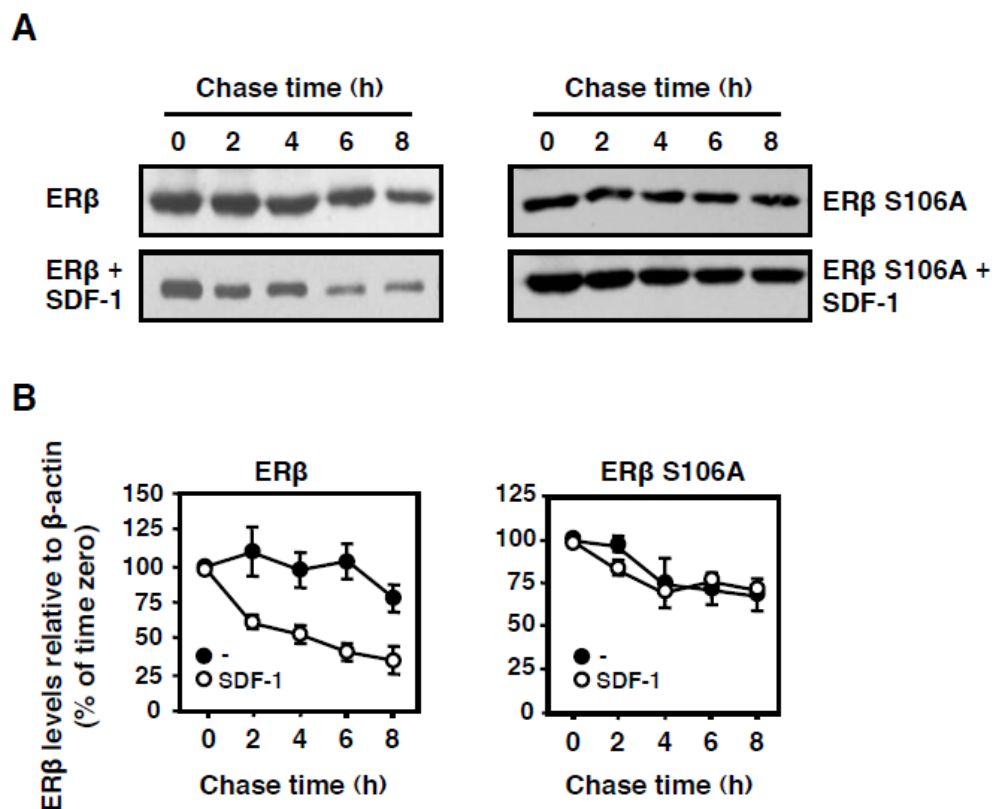 A
Chase time (h)
0 2 4 6 8
ERβ
ERβ +
SDF-1
Chase time (h)
0 2 4 6 8
ERβ S106A
ERβ S106A +
SDF-1
B
ERβ levels relative to β-actin
(% of time zero)
ERβ
150
125
100
75
50
25
0
-
SDF-1
0 2 4 6 8
Chase time (h)
ERβ S106A
125
100
75
50
25
0
-
SDF-1
0 2 4 6 8
Chase time (h)